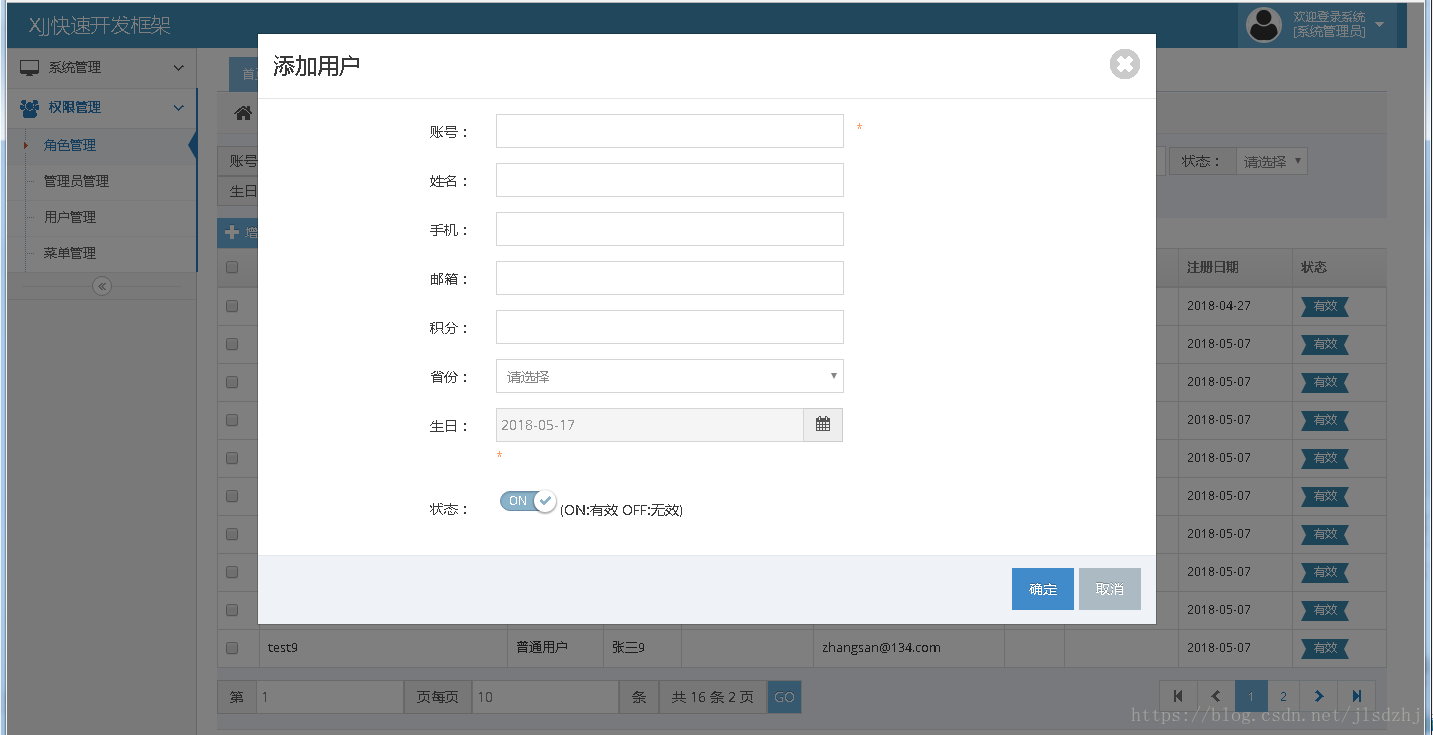 XJJ快速开发框架
欢迎登录系统
[系统管理员]
系统管理
权限管理
角色管理
管理员管理
用户管理
菜单管理
首
添加用户
账号：
*
姓名：
手机：
邮箱：
积分：
省份： 请选择
生日： 2018-05-17
*
状态： ON (ON:有效 OFF:无效)
确定 取消
账号
状态： 请选择
生日
增
注册日期 状态
2018-04-27 有效
2018-05-07 有效
2018-05-07 有效
2018-05-07 有效
2018-05-07 有效
2018-05-07 有效
2018-05-07 有效
2018-05-07 有效
2018-05-07 有效
test9 普通用户 张三9 zhangsan@134.com 2018-05-07 有效
第 1 页每页 10 条 共 16 条 2 页 GO
1 2
https://blog.csdn.net/jlsdzhj